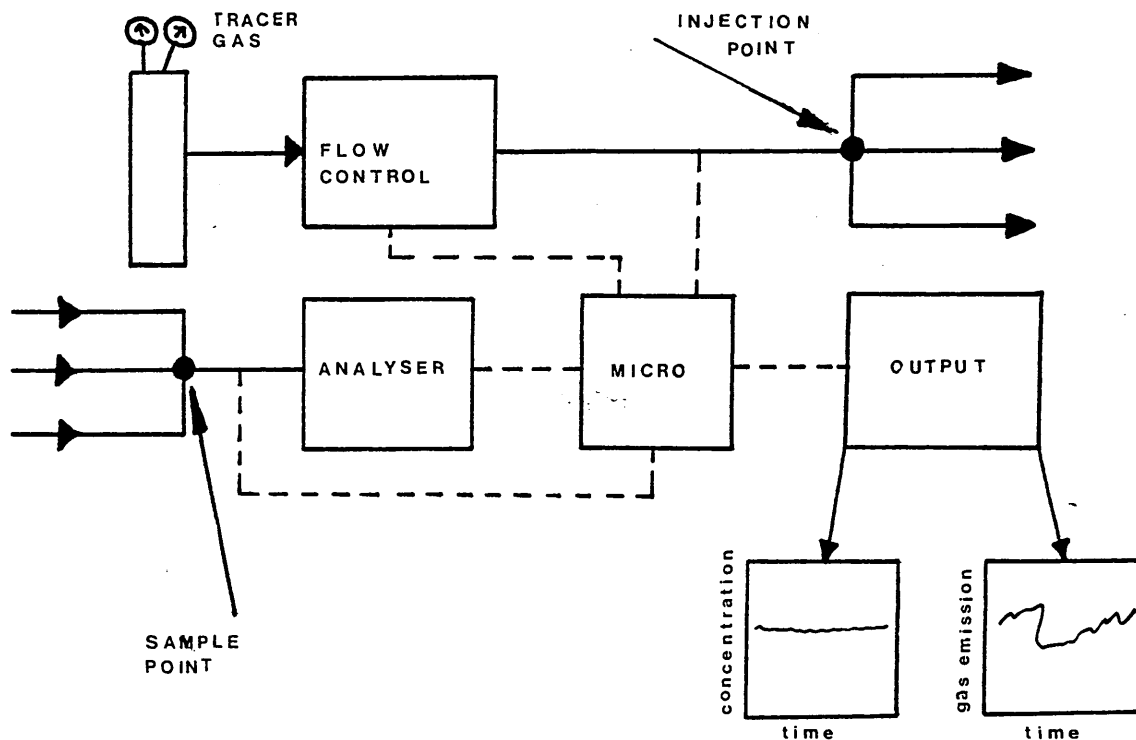 TRACER
GAS
INJECTION
POINT
FLOW
CONTROL
ANALYSER
MICRO
OUTPUT
SAMPLE
POINT
concentration
time
gas emission
time